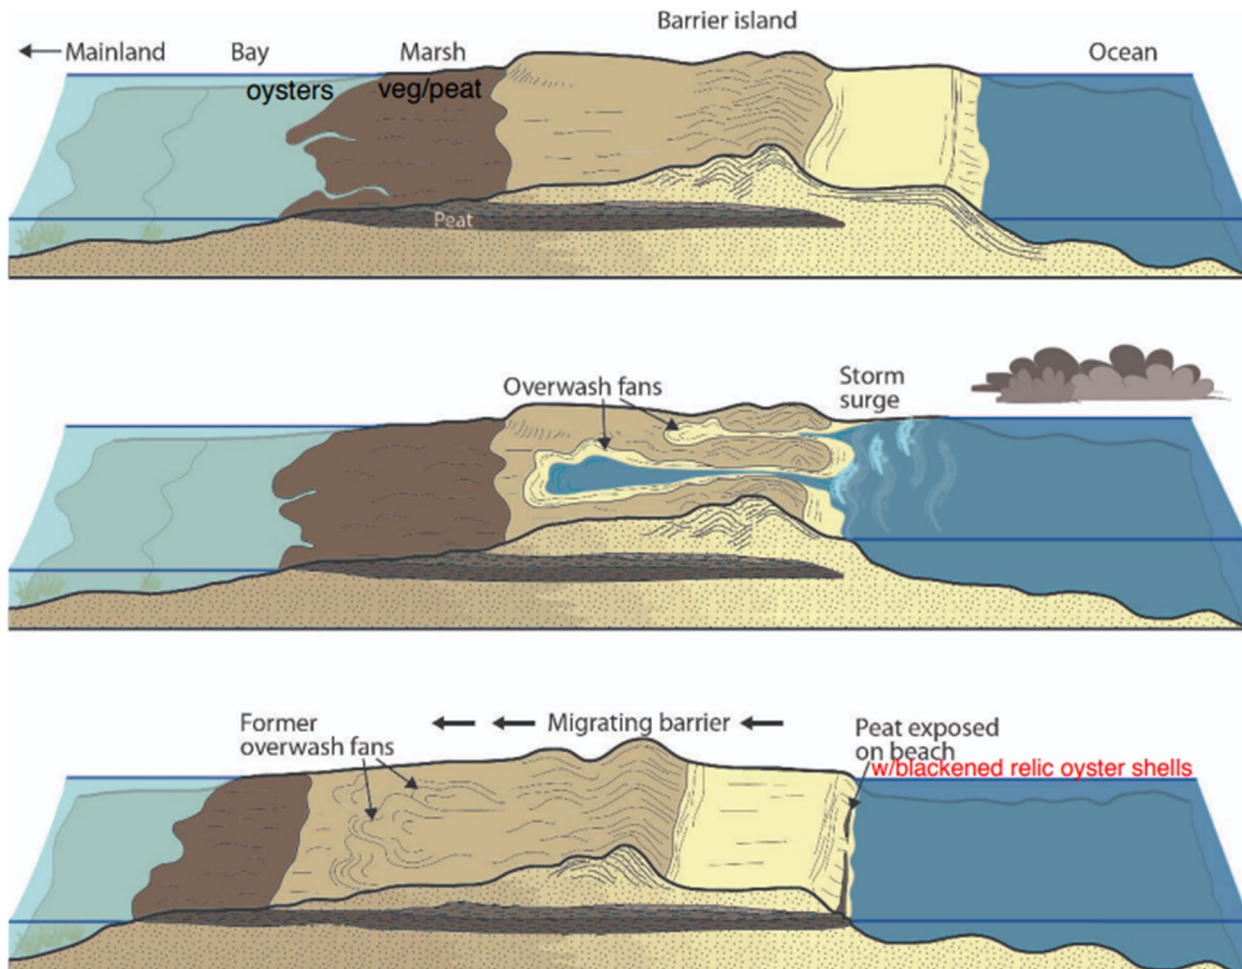 Barrier island
Mainland Bay Marsh Ocean
oysters veg/peat
Peat
Overwash fans
Storm
surge
Former
overwash fans
Migrating barrier
Peat exposed
on beach
w/blackened relic oyster shells